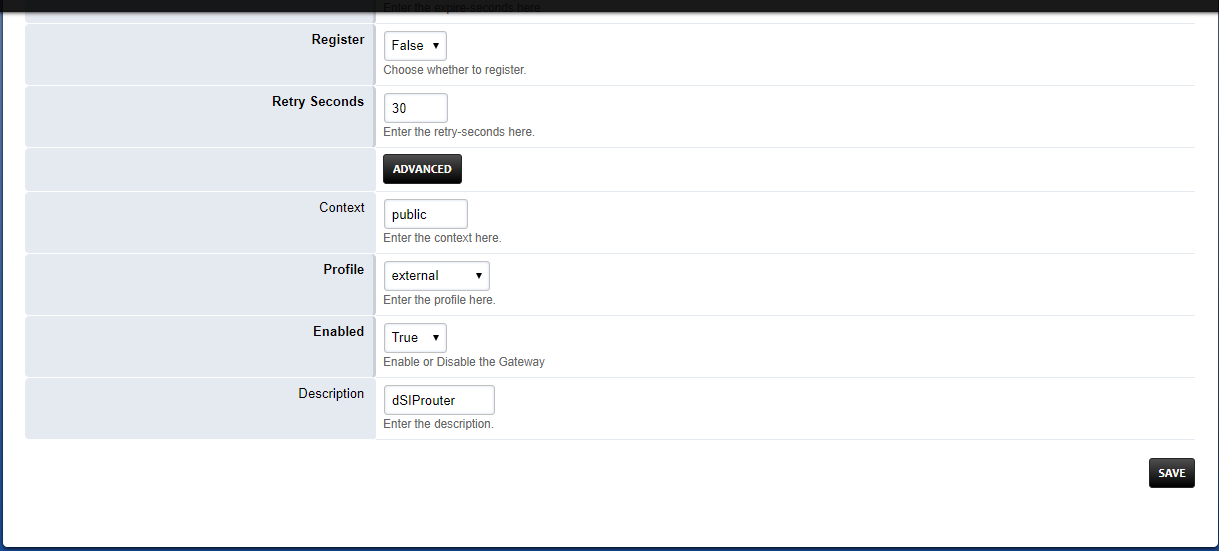 Enter the expire-seconds here.
Register
False
Choose whether to register.
Retry Seconds
30
Enter the retry-seconds here.
ADVANCED
Context
public
Enter the context here.
Profile
external
Enter the profile here.
Enabled
True
Enable or Disable the Gateway
Description
dSIProuter
Enter the description.
SAVE